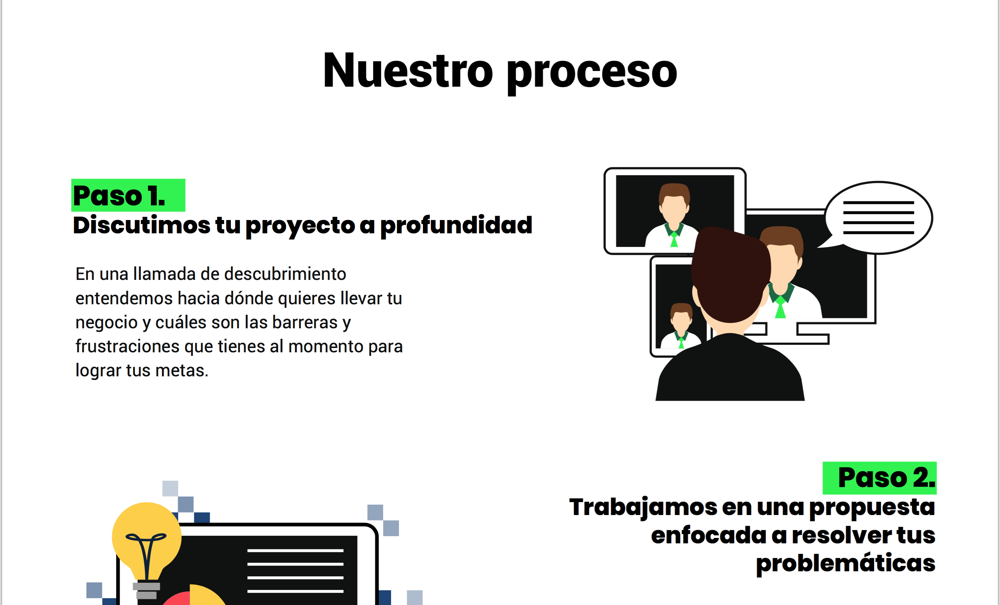 Nuestro proceso
Paso 1.
Discutimos tu proyecto a profundidad
En una llamada de descubrimiento
entendemos hacia dónde quieres llevar tu
negocio y cuáles son las barreras y
frustraciones que tienes al momento para
lograr tus metas.
Paso 2.
Trabajamos en una propuesta
enfocada a resolver tus
problemáticas